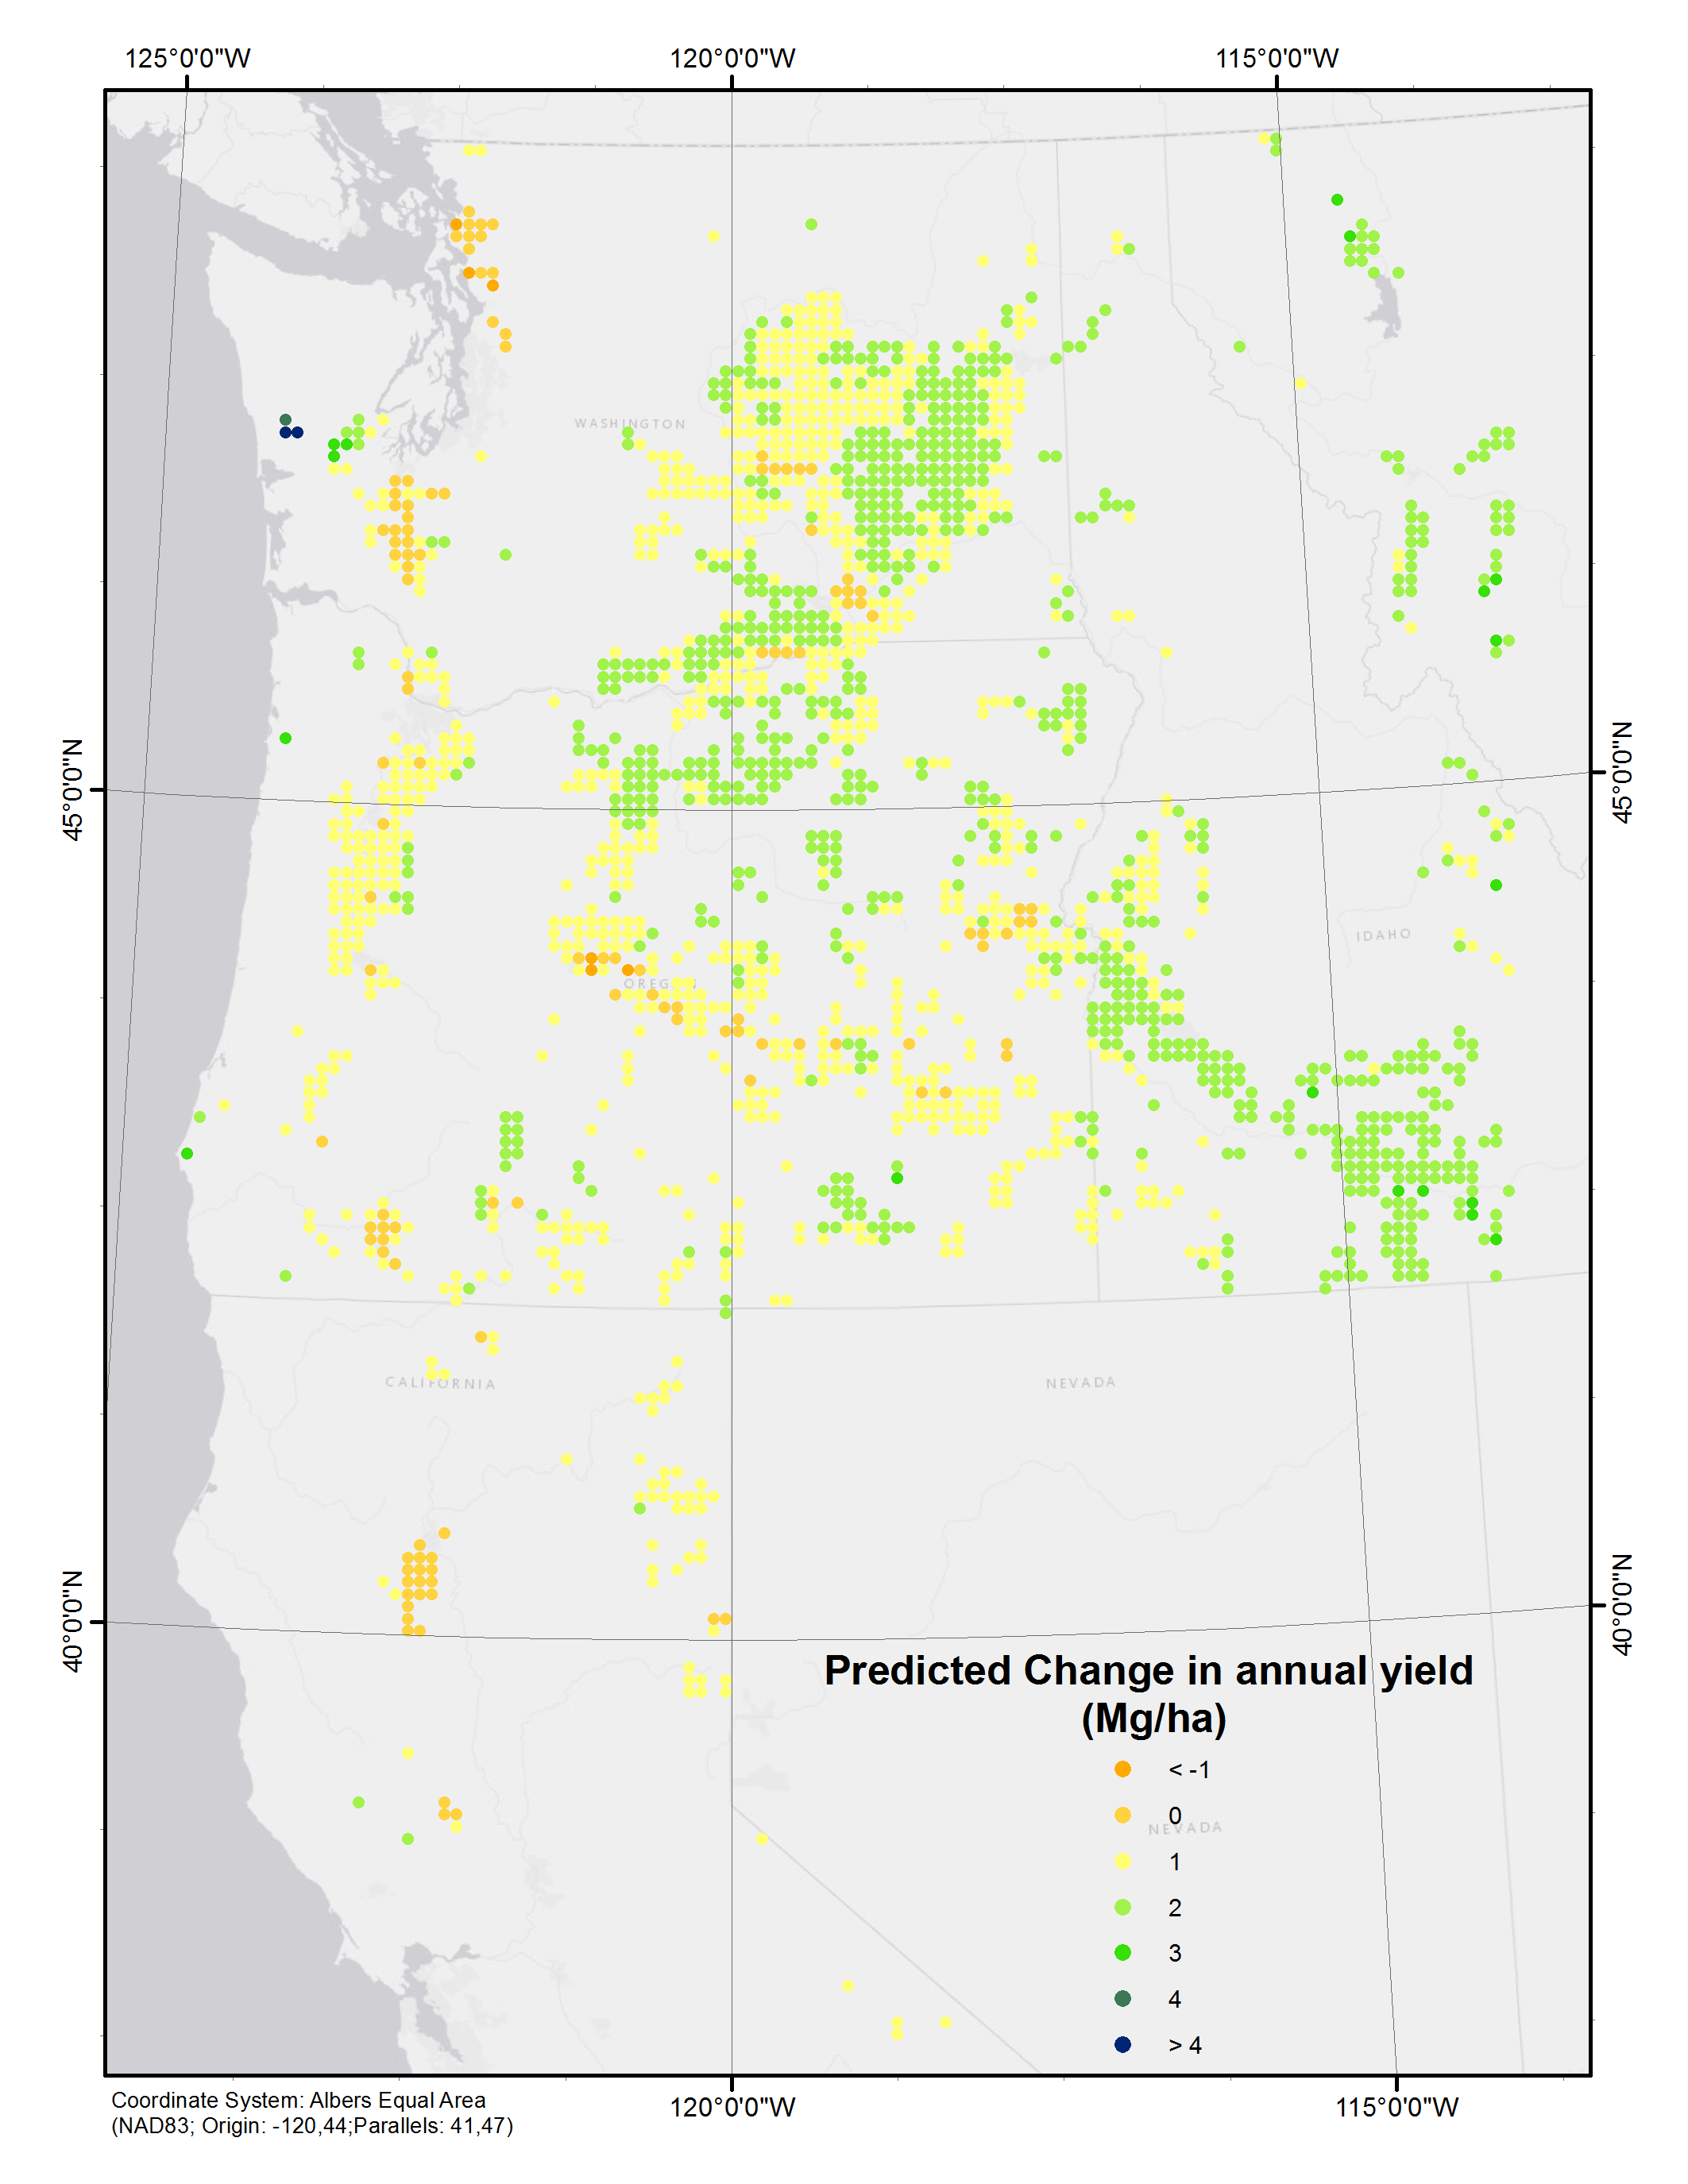 125°0'0"W 120°0'0"W 115°0'0"W
WASHINGTON
45°0'0"N 45°0'0"N
IDAHO
OREGON
CALIFORNIA NEVADA
40°0'0"N 40°0'0"N
Predicted Change in annual yield
(Mg/ha)
< -1
0
NEVADA
1
2
3
4
> 4
120°0'0"W 115°0'0"W
Coordinate System: Albers Equal Area
(NAD83; Origin: -120,44;Parallels: 41,47)